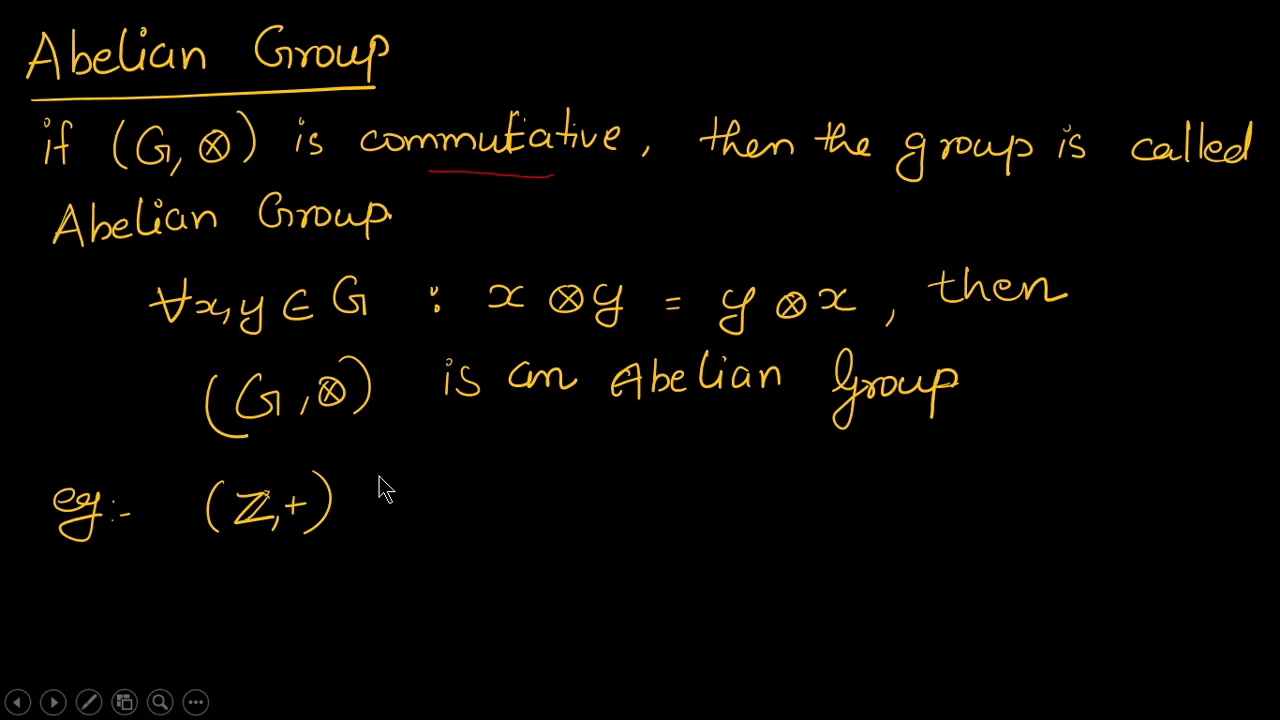 Abelian Group
if (G, ⊗) is commutative, then the group is called
Abelian Group.
∀x, y ∈ G : x ⊗ y = y ⊗ x, then
(G, ⊗) is an Abelian Group
eg:- (ℤ, +)